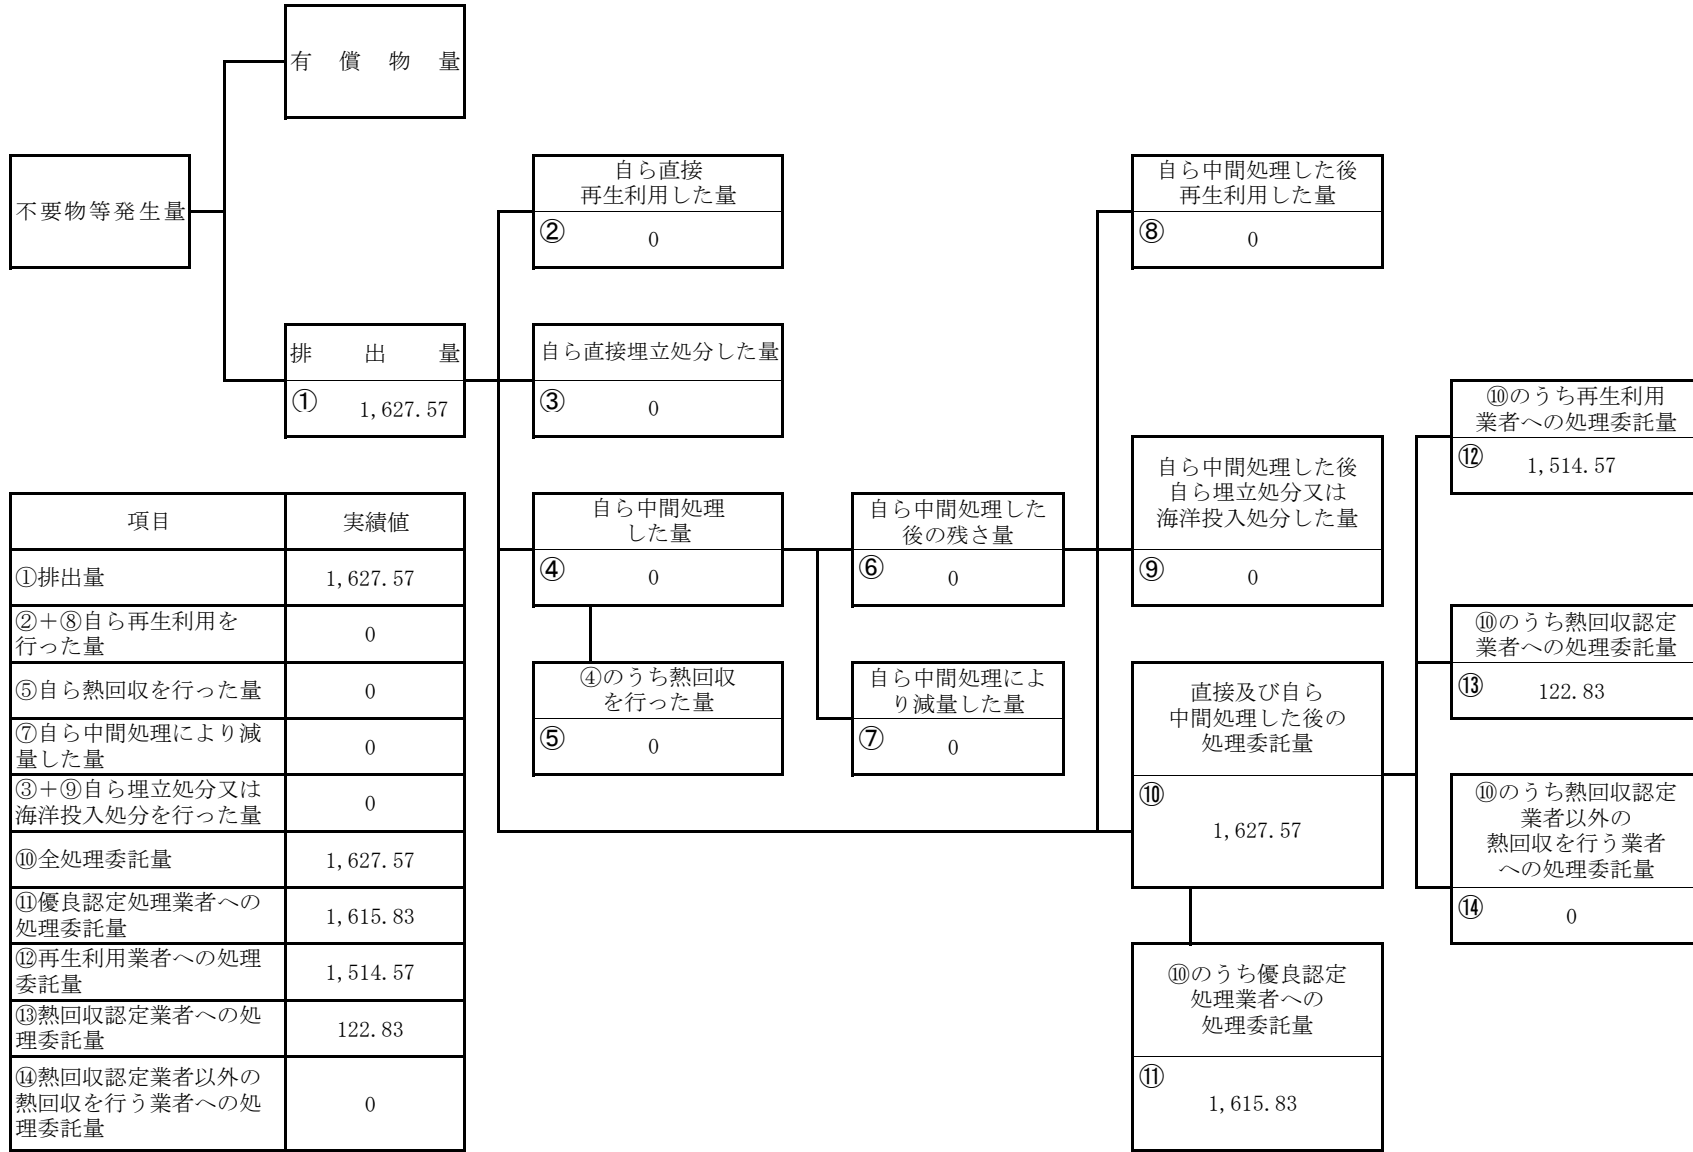 有償物量
不要物等発生量
排出量
① 1,627.57
自ら直接
再生利用した量
② 0
自ら直接埋立処分した量
③ 0
自ら中間処理
した量
④ 0
④のうち熱回収
を行った量
⑤ 0
自ら中間処理した
後の残さ量
⑥ 0
自ら中間処理によ
り減量した量
⑦ 0
自ら中間処理した後
再生利用した量
⑧ 0
自ら中間処理した後
自ら埋立処分又は
海洋投入処分した量
⑨ 0
直接及び自ら
中間処理した後の
処理委託量
⑩
1,627.57
⑩のうち優良認定
処理業者への
処理委託量
⑪
1,615.83
⑩のうち再生利用
業者への処理委託量
⑫ 1,514.57
⑩のうち熱回収認定
業者への処理委託量
⑬ 122.83
⑩のうち熱回収認定
業者以外の
熱回収を行う業者
への処理委託量
⑭ 0
項目 実績値
①排出量 1,627.57
②+⑧自ら再生利用を
行った量 0
⑤自ら熱回収を行った量 0
⑦自ら中間処理により減
量した量 0
③+⑨自ら埋立処分又は
海洋投入処分を行った量 0
⑩全処理委託量 1,627.57
⑪優良認定処理業者への
処理委託量 1,615.83
⑫再生利用業者への処理
委託量 1,514.57
⑬熱回収認定業者への処
理委託量 122.83
⑭熱回収認定業者以外の
熱回収を行う業者への処
理委託量 0